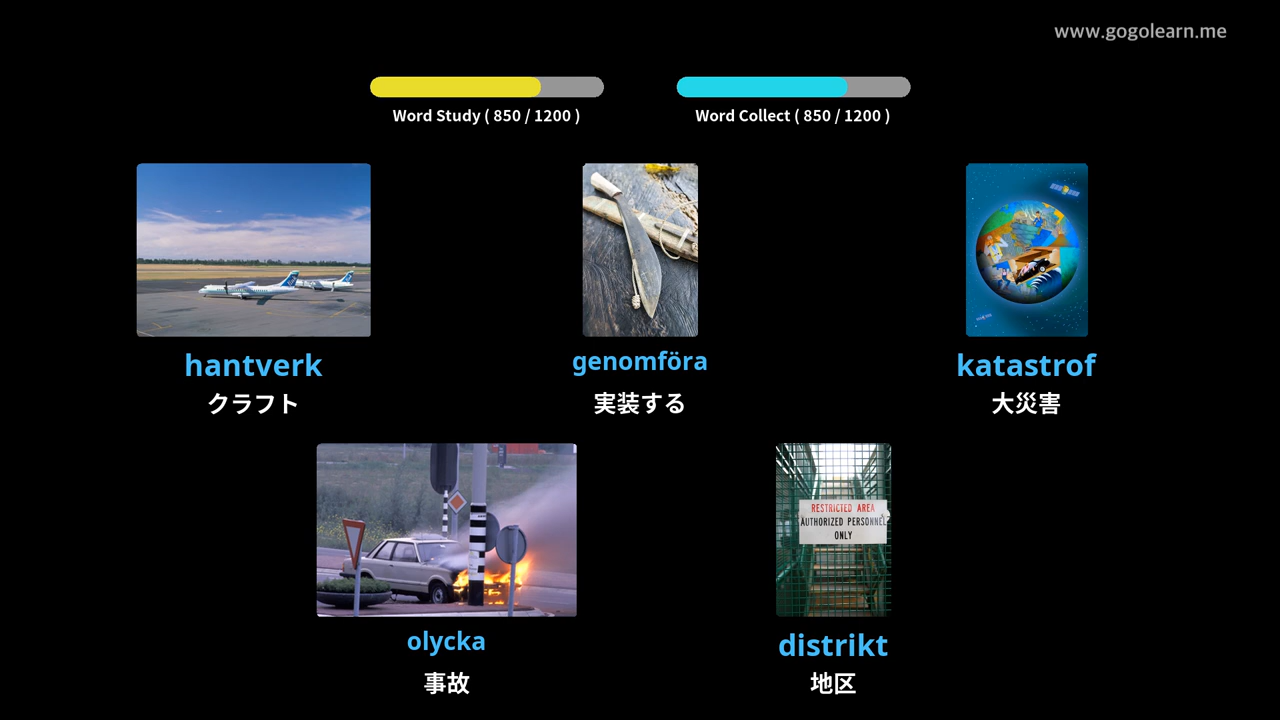 www.gogolearn.me
Word Study ( 850 / 1200 )
Word Collect ( 850 / 1200 )
hantverk
クラフト
genomföra
実装する
katastrof
大災害
RESTRICTED AREA
AUTHORIZED PERSONNEL
ONLY
olycka
事故
distrikt
地区